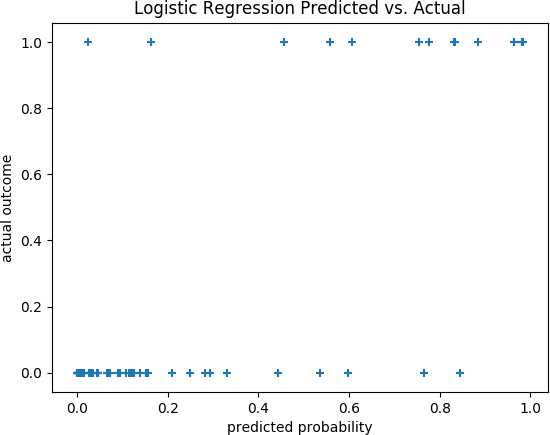 Logistic Regression Predicted vs. Actual
1.0
0.8
0.6
0.4
0.2
0.0
actual outcome
0.0 0.2 0.4 0.6 0.8 1.0
predicted probability